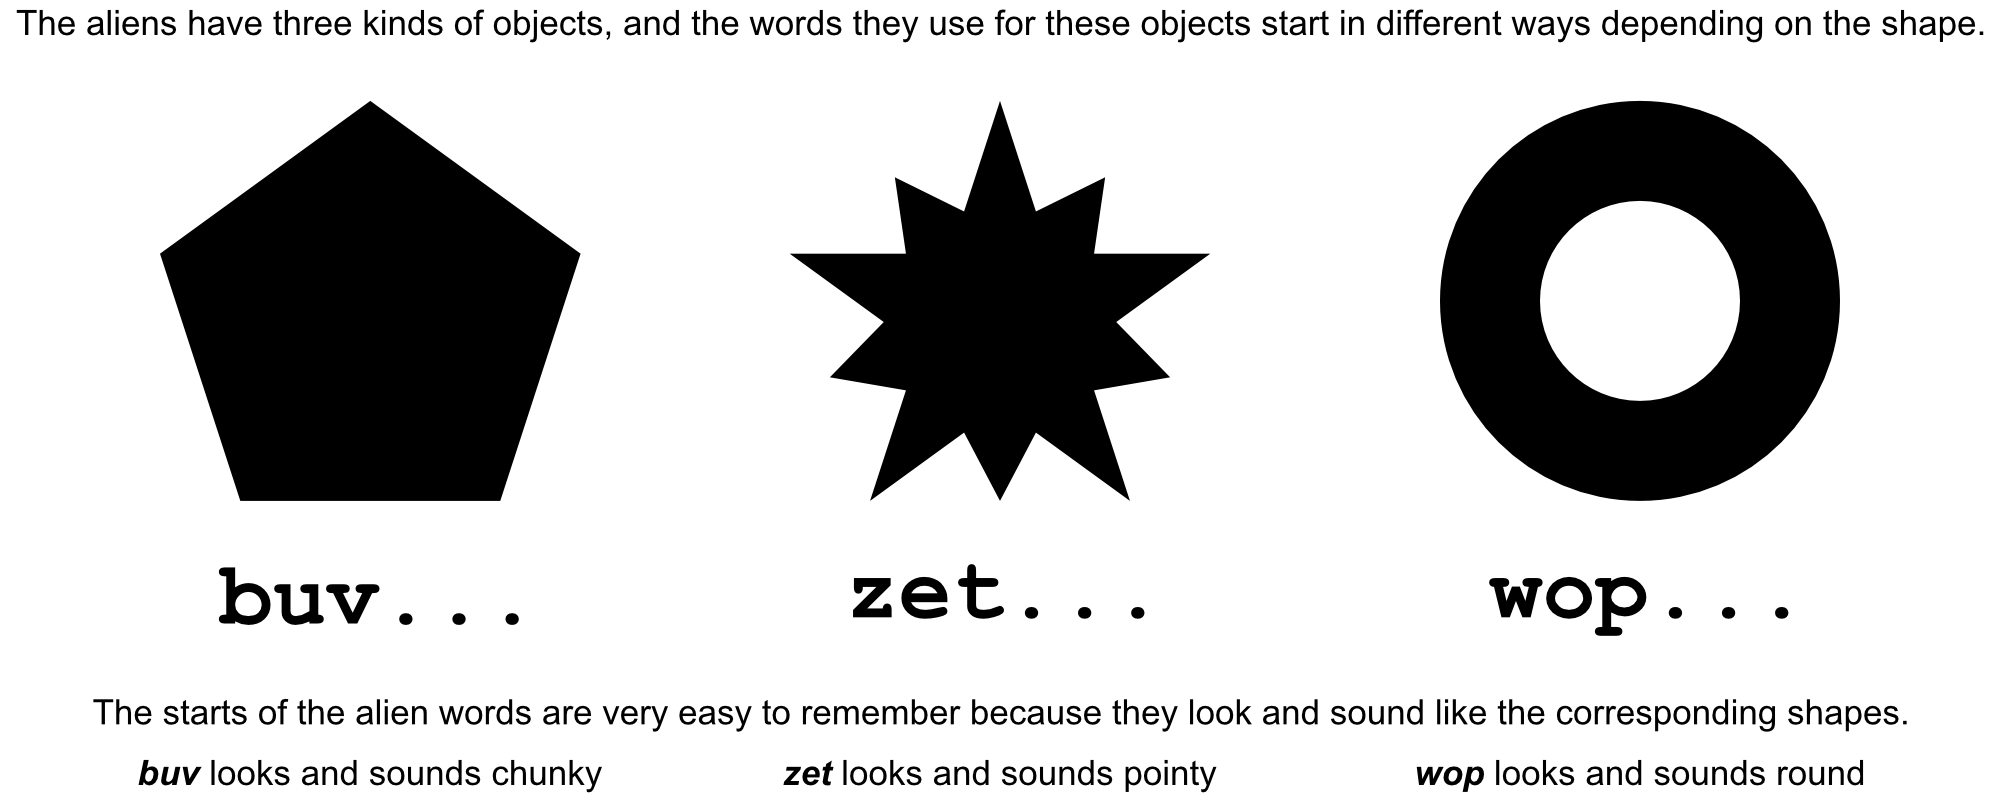 The aliens have three kinds of objects, and the words they use for these objects start in different ways depending on the shape.
buv... zet... wop...
The starts of the alien words are very easy to remember because they look and sound like the corresponding shapes.
buv looks and sounds chunky zet looks and sounds pointy wop looks and sounds round